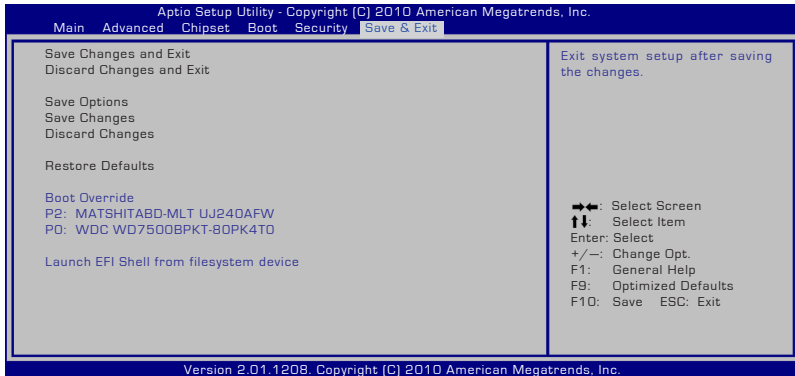 Aptio Setup Utility - Copyright (C) 2010 American Megatrends, Inc.
Main Advanced Chipset Boot Security Save & Exit
Save Changes and Exit
Discard Changes and Exit
Save Options
Save Changes
Discard Changes
Restore Defaults
Boot Override
P2: MATSHITABD-MLT UJ240AFW
P0: WDC WD7500BPKT-80PK4T0
Launch EFI Shell from filesystem device
Exit system setup after saving
the changes.
→←: Select Screen
↑↓: Select Item
Enter: Select
+/—: Change Opt.
F1: General Help
F9: Optimized Defaults
F10: Save ESC: Exit
Version 2.01.1208. Copyright (C) 2010 American Megatrends, Inc.